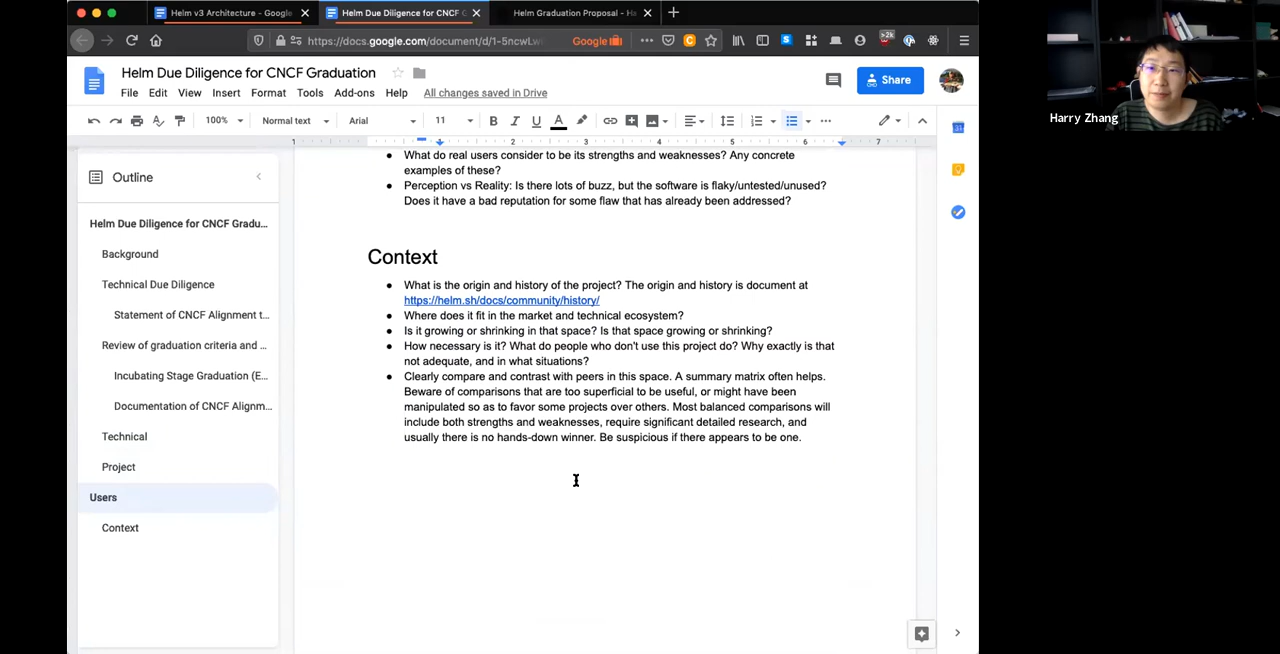 Helm v3 Architecture - Google
Helm Due Diligence for CNCF G
Helm Graduation Proposal - Ha
https://docs.google.com/document/d/1-5ncwLw
Google
>2k
Helm Due Diligence for CNCF Graduation
Share
File Edit View Insert Format Tools Add-ons Help All changes saved in Drive
100% Normal text Arial 11 B I U A
1 1 2 3 4 5 6 7
Outline
Helm Due Diligence for CNCF Gradu...
Background
Technical Due Diligence
Statement of CNCF Alignment t...
Review of graduation criteria and ...
Incubating Stage Graduation (E...
Documentation of CNCF Alignm...
Technical
Project
Users
Context
● What do real users consider to be its strengths and weaknesses? Any concrete
examples of these?
● Perception vs Reality: Is there lots of buzz, but the software is flaky/untested/unused?
Does it have a bad reputation for some flaw that has already been addressed?
Context
● What is the origin and history of the project? The origin and history is document at
https://helm.sh/docs/community/history/
● Where does it fit in the market and technical ecosystem?
● Is it growing or shrinking in that space? Is that space growing or shrinking?
● How necessary is it? What do people who don't use this project do? Why exactly is that
not adequate, and in what situations?
● Clearly compare and contrast with peers in this space. A summary matrix often helps.
Beware of comparisons that are too superficial to be useful, or might have been
manipulated so as to favor some projects over others. Most balanced comparisons will
include both strengths and weaknesses, require significant detailed research, and
usually there is no hands-down winner. Be suspicious if there appears to be one.
Harry Zhang